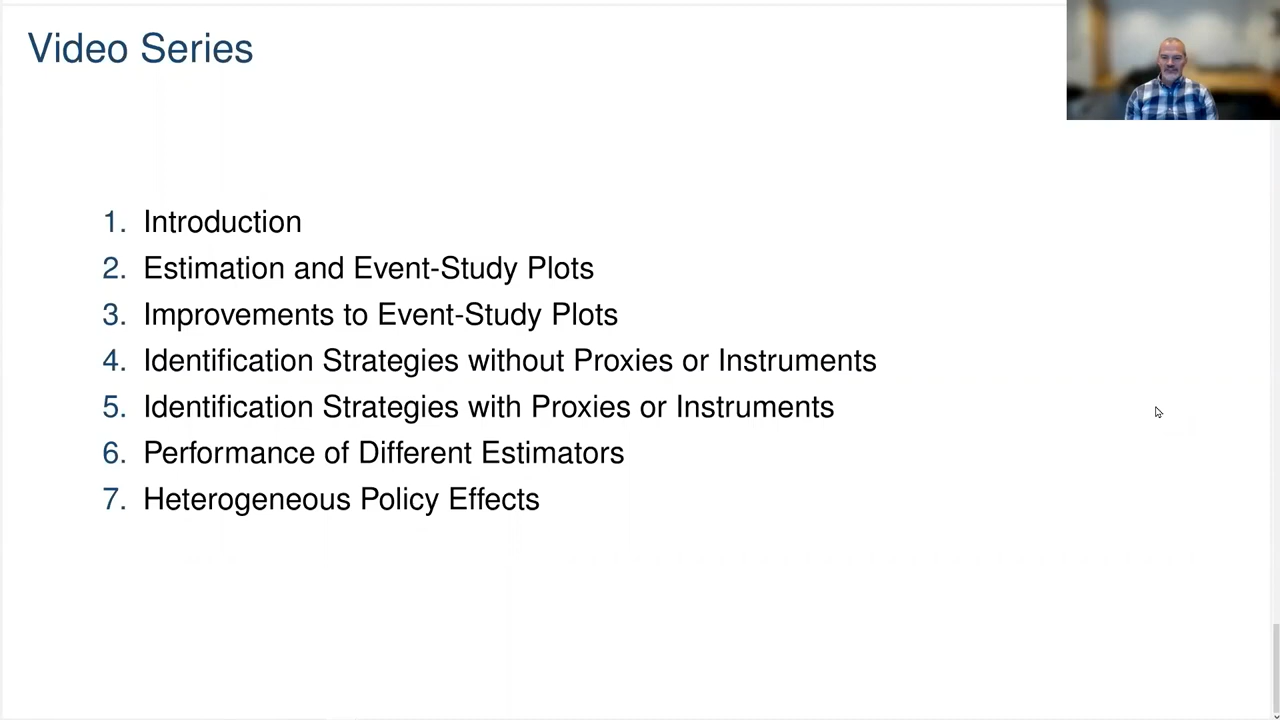 Video Series
1. Introduction
2. Estimation and Event-Study Plots
3. Improvements to Event-Study Plots
4. Identification Strategies without Proxies or Instruments
5. Identification Strategies with Proxies or Instruments
6. Performance of Different Estimators
7. Heterogeneous Policy Effects